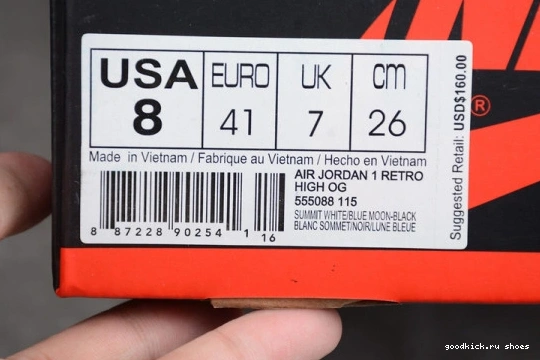 USA EURO UK cm
8 41 7 26
Made in Vietnam / Fabrique au Vietnam / Hecho en Vietnam
AIR JORDAN 1 RETRO
HIGH OG
555088 115
SUMMIT WHITE/BLUE MOON-BLACK
BLANC SOMMET/NOIR/LUNE BLEUE
8 87228 90254 1 16
Suggested Retail: USD$160.00
®
goodkick.ru shoes